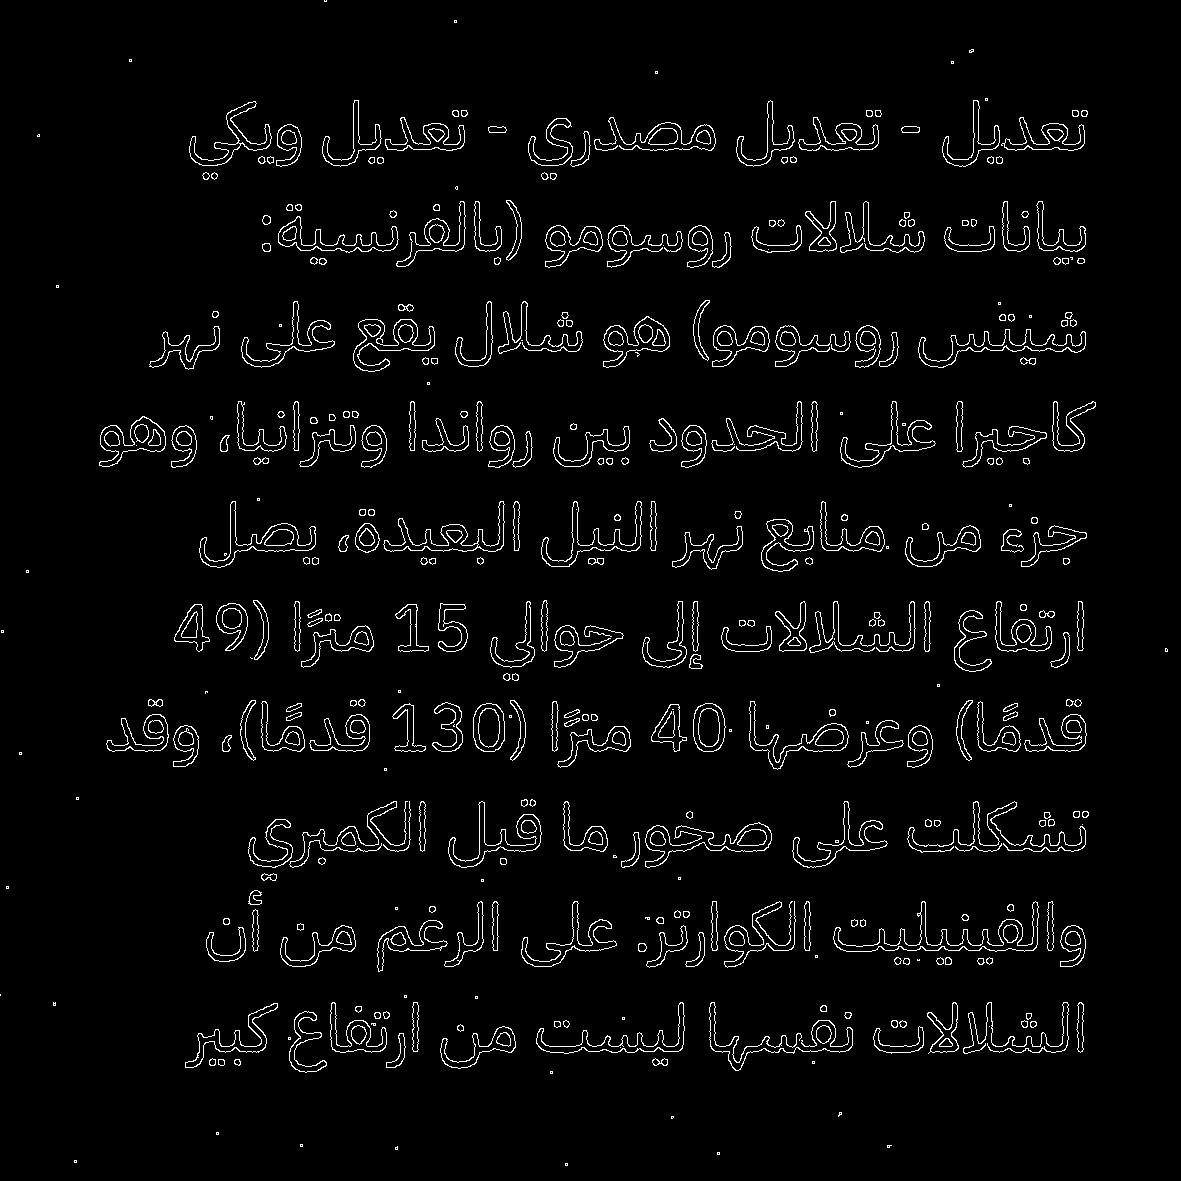 تعديل - تعديل مصدري - تعديل ويكي
بيانات شلالات روسومو (بالفرنسية:
شيتس روسومو) هو شلال يقع على نهر
كاجيرا على الحدود بين رواندا وتنزانيا، وهو
جزء من منابع نهر النيل البعيدة، يصل
ارتفاع الشلالات إلى حوالي 15 مترًا (49
قدمًا) وعرضها 40 مترًا (130 قدمًا)، وقد
تشكلت على صخور ما قبل الكمبري
والفينيليت الكوارتز. على الرغم من أن
الشلالات نفسها ليست من ارتفاع كبير